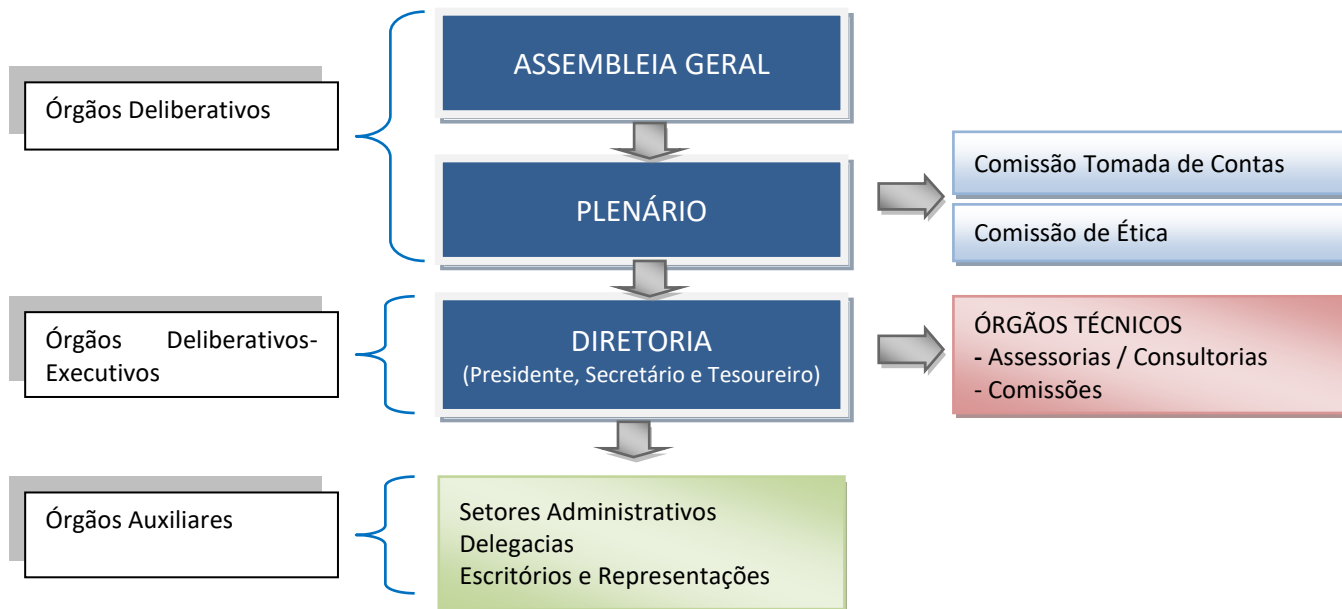 ASSEMBLEIA GERAL
Órgãos Deliberativos
PLENÁRIO
Comissão Tomada de Contas
Comissão de Ética
Órgãos Deliberativos-
Executivos
DIRETORIA
(Presidente, Secretário e Tesoureiro)
ÓRGÃOS TÉCNICOS
- Assessorias / Consultorias
- Comissões
Órgãos Auxiliares
Setores Administrativos
Delegacias
Escritórios e Representações